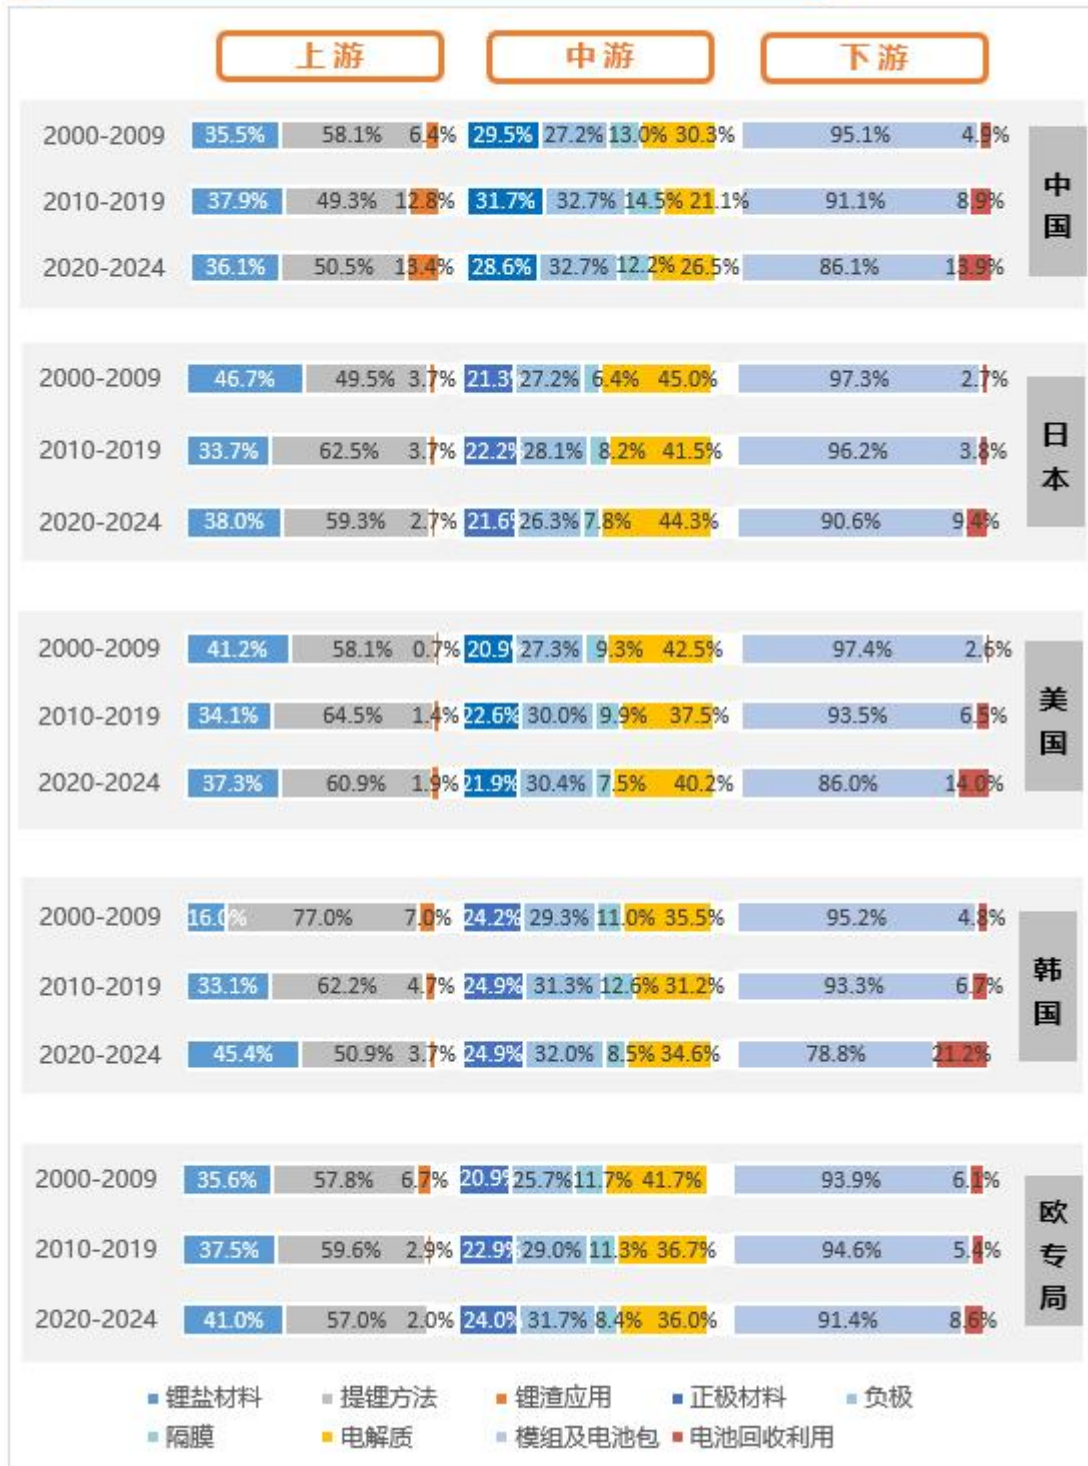 上游 中游 下游
2000-2009 35.5% 58.1% 6.4% 29.5% 27.2% 13.0% 30.3% 95.1% 4.9%
2010-2019 37.9% 49.3% 12.8% 31.7% 32.7% 14.5% 21.1% 91.1% 8.9%
2020-2024 36.1% 50.5% 13.4% 28.6% 32.7% 12.2% 26.5% 86.1% 13.9%
中国
2000-2009 46.7% 49.5% 3.7% 21.3% 27.2% 6.4% 45.0% 97.3% 2.7%
2010-2019 33.7% 62.5% 3.7% 22.2% 28.1% 8.2% 41.5% 96.2% 3.8%
2020-2024 38.0% 59.3% 2.7% 21.6% 26.3% 7.8% 44.3% 90.6% 9.4%
日本
2000-2009 41.2% 58.1% 0.7% 20.9% 27.3% 9.3% 42.5% 97.4% 2.6%
2010-2019 34.1% 64.5% 1.4% 22.6% 30.0% 9.9% 37.5% 93.5% 6.5%
2020-2024 37.3% 60.9% 1.9% 21.9% 30.4% 7.5% 40.2% 86.0% 14.0%
美国
2000-2009 16.0% 77.0% 7.0% 24.2% 29.3% 11.0% 35.5% 95.2% 4.8%
2010-2019 33.1% 62.2% 4.7% 24.9% 31.3% 12.6% 31.2% 93.3% 6.7%
2020-2024 45.4% 50.9% 3.7% 24.9% 32.0% 8.5% 34.6% 78.8% 21.2%
韩国
2000-2009 35.6% 57.8% 6.7% 20.9% 25.7% 11.7% 41.7% 93.9% 6.1%
2010-2019 37.5% 59.6% 2.9% 22.9% 29.0% 11.3% 36.7% 94.6% 5.4%
2020-2024 41.0% 57.0% 2.0% 24.0% 31.7% 8.4% 36.0% 91.4% 8.6%
欧专局
锂盐材料 提锂方法 锂渣应用 正极材料 负极
隔膜 电解质 模组及电池包 电池回收利用